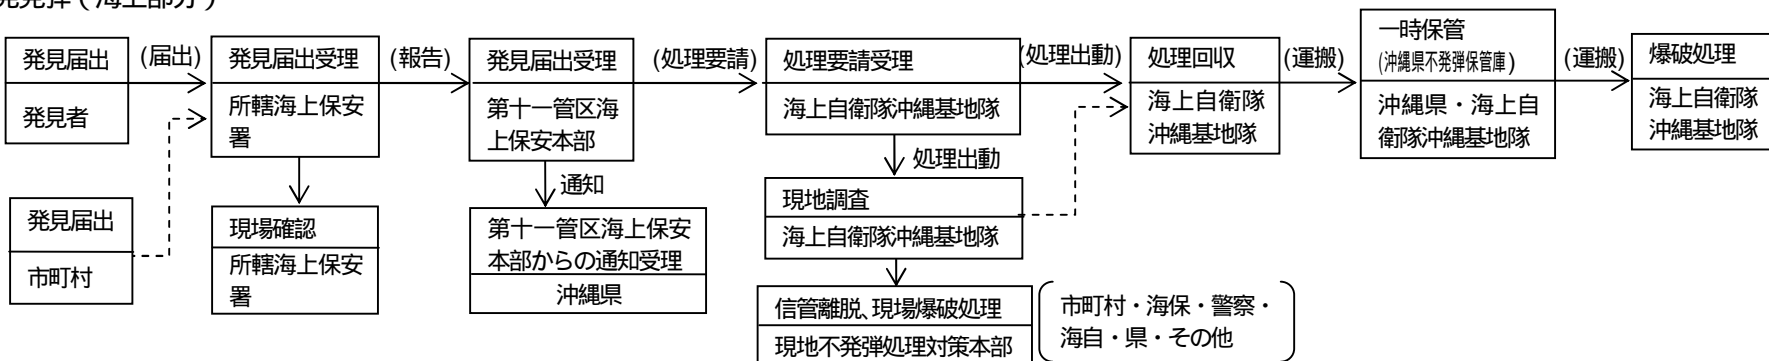 発見弾(海上部分)
発見届出
発見者
(届出)
発見届出受理
所轄海上保安
署
(報告)
発見届出受理
第十一管区海
上保安本部
(処理要請)
処理要請受理
海上自衛隊沖縄基地隊
(処理出動)
処理回収
海上自衛隊
沖縄基地隊
(運搬)
一時保管
(沖縄県不発弾保管庫)
沖縄県・海上自
衛隊沖縄基地隊
(運搬)
爆破処理
海上自衛隊
沖縄基地隊
発見届出
市町村
現場確認
所轄海上保安
署
通知
第十一管区海上保安
本部からの通知受理
沖縄県
処理出動
現地調査
海上自衛隊沖縄基地隊
信管離脱、現場爆破処理
現地不発弾処理対策本部
市町村・海保・警察・
海自・県・その他